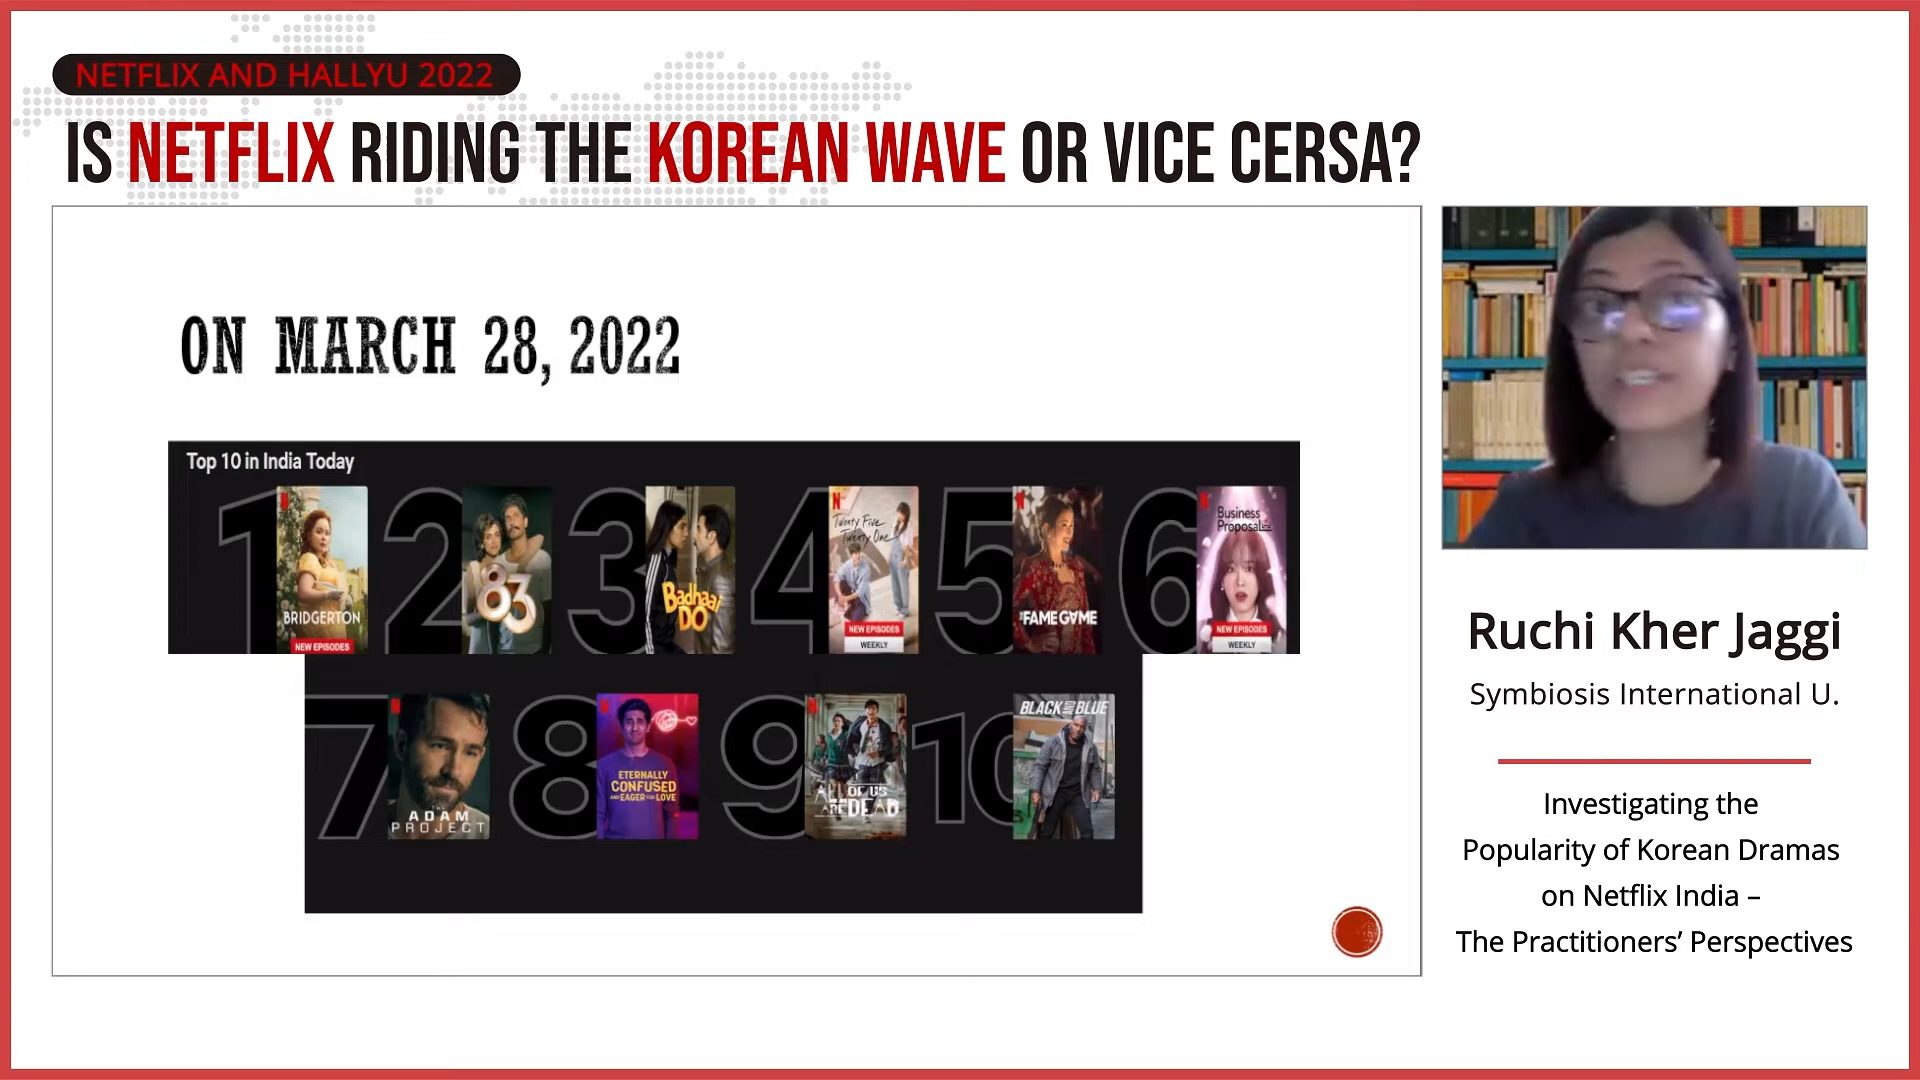 NETFLIX AND HALLYU 2022
IS NETFLIX RIDING THE KOREAN WAVE OR VICE CERSA?
ON MARCH 28, 2022
Top 10 in India Today
1 2 3 4 5 6
BRIDGERTON
NEW EPISODES
83
Badhaai
DO
Twenty Five
Twenty One
NEW EPISODES
WEEKLY
THE FAME GAME
Business
Proposal
NEW EPISODES
WEEKLY
7 8 9 10
THE
ADAM
PROJECT
ETERNALLY
CONFUSED
AND EAGER FOR LOVE
ALL OF US
ARE DEAD
BLACK AND BLUE
Ruchi Kher Jaggi
Symbiosis International U.
Investigating the
Popularity of Korean Dramas
on Netflix India –
The Practitioners’ Perspectives